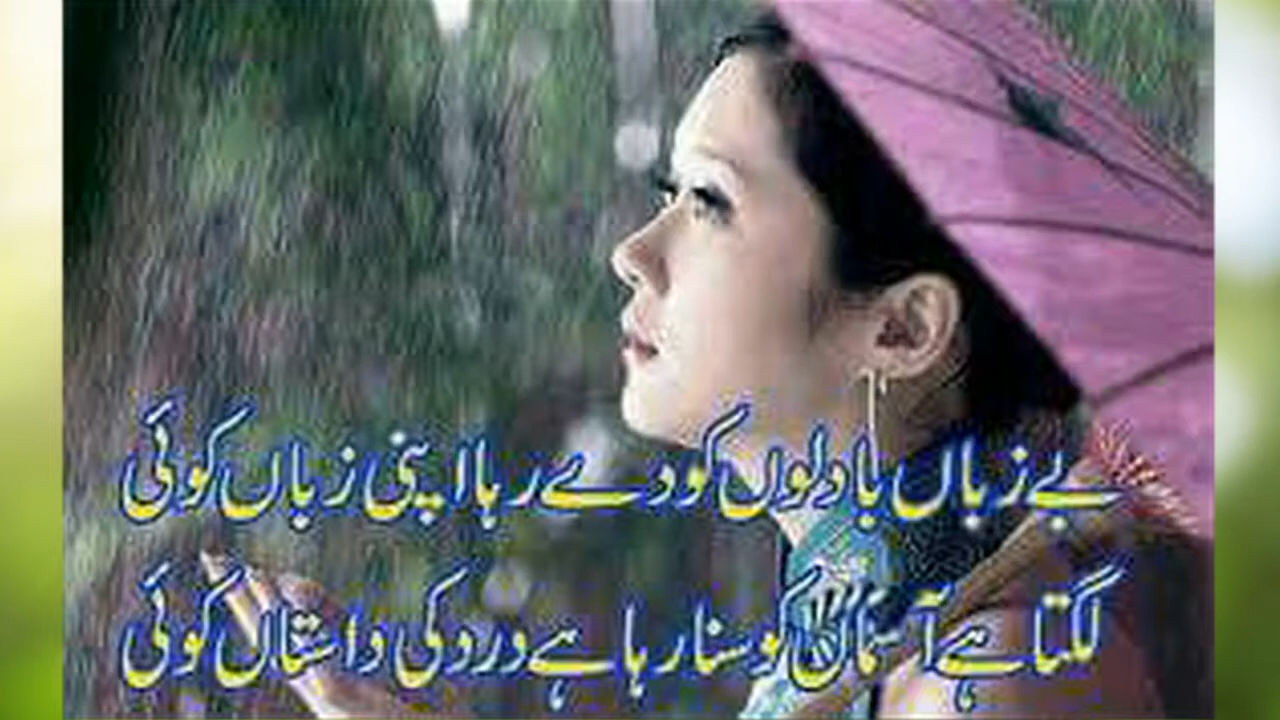 بے زباں بادلوں کو دے رہا اپنی زباں کوئی
لگتا ہے آسماں کو سنا رہا ہے درد کی داستاں کوئی